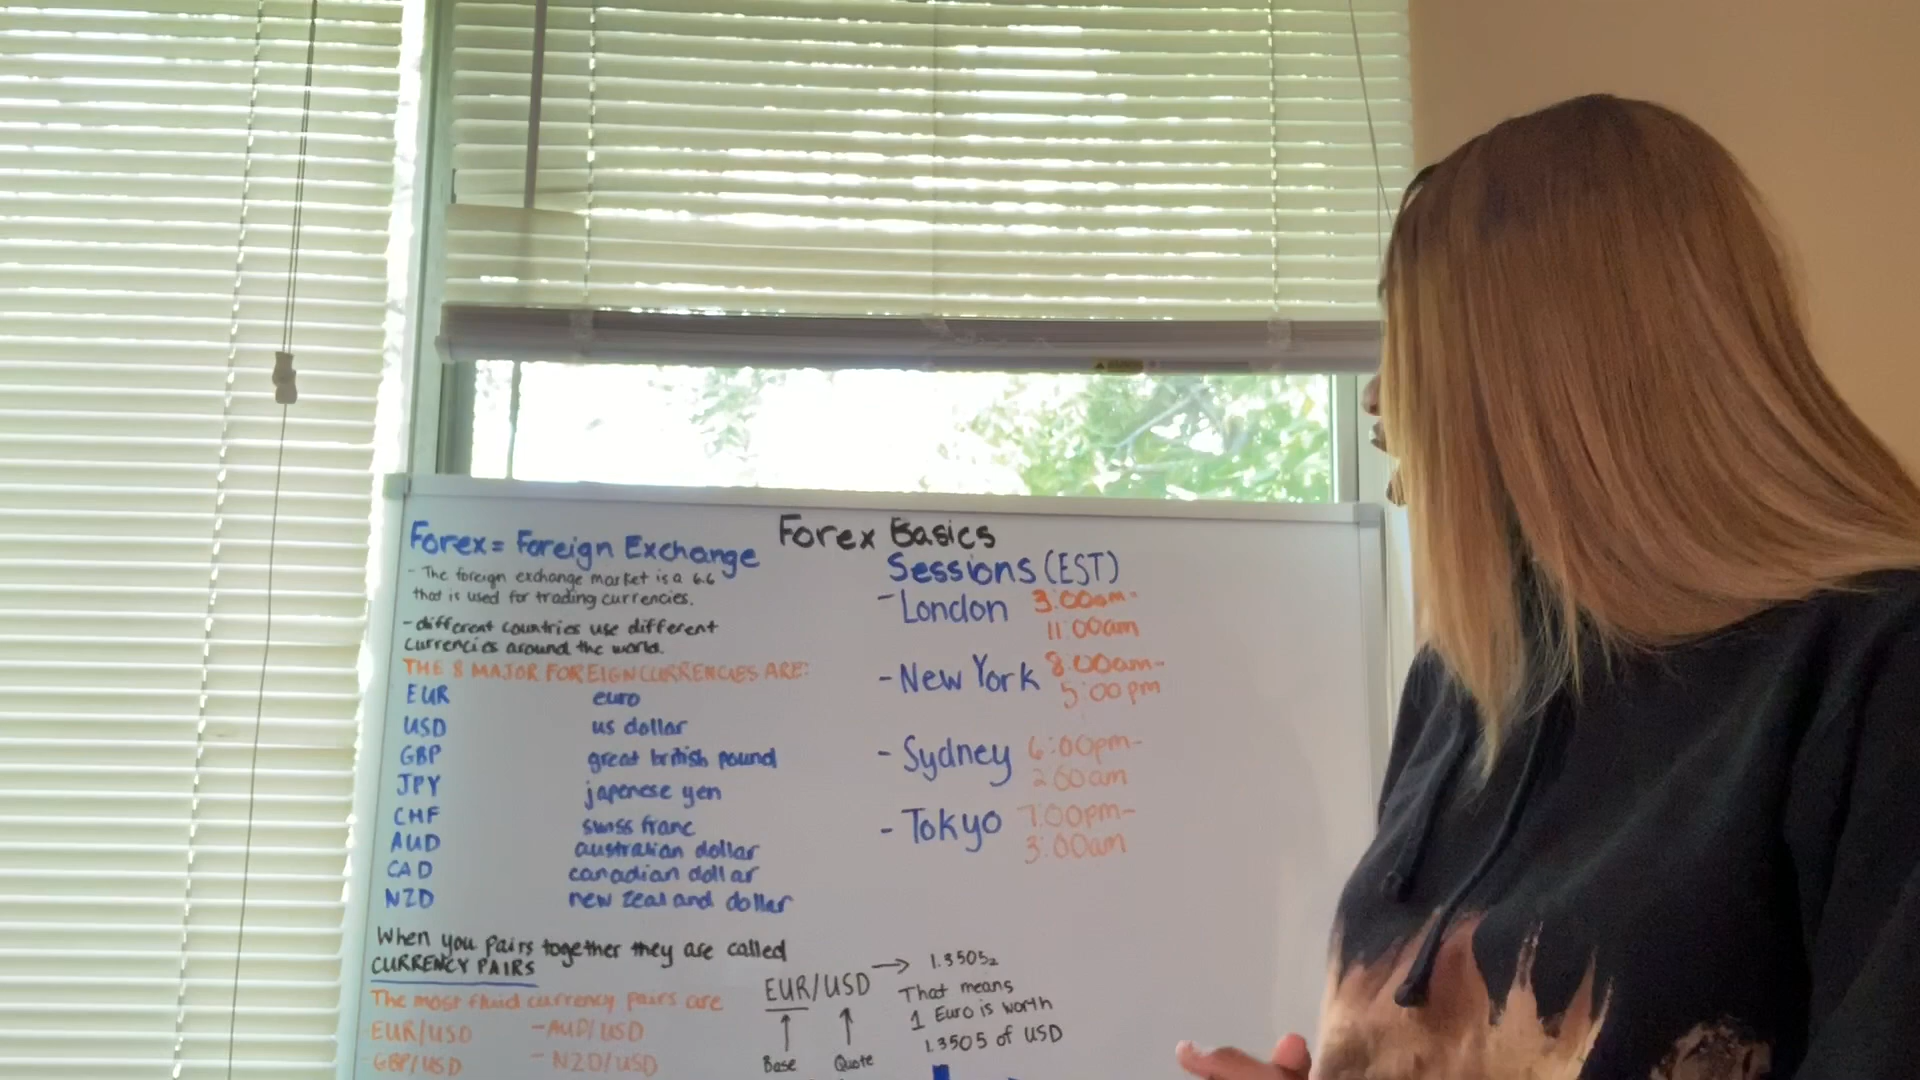 Forex Basics
Forex = Foreign Exchange
- The foreign exchange market is a 6.6
that is used for trading currencies.
- different countries use different
currencies around the world.
THE 8 MAJOR FOREIGN CURRENCIES ARE:
EUR euro
USD us dollar
GBP great british pound
JPY japenese yen
CHF swiss franc
AUD australian dollar
CAD canadian dollar
NZD new zealand dollar
When you pairs together they are called
CURRENCY PAIRS
The most fluid currency pairs are
EUR/USD - AUD/USD
GBP/USD - NZD/USD
Sessions (EST)
- London 3:00am-
11:00am
- New York 8:00am-
5:00pm
- Sydney 6:00pm-
2:00am
- Tokyo 7:00pm-
3:00am
EUR/USD → 1.35052
↑ ↑
Base Quote
That means
1 Euro is worth
1.3505 of USD